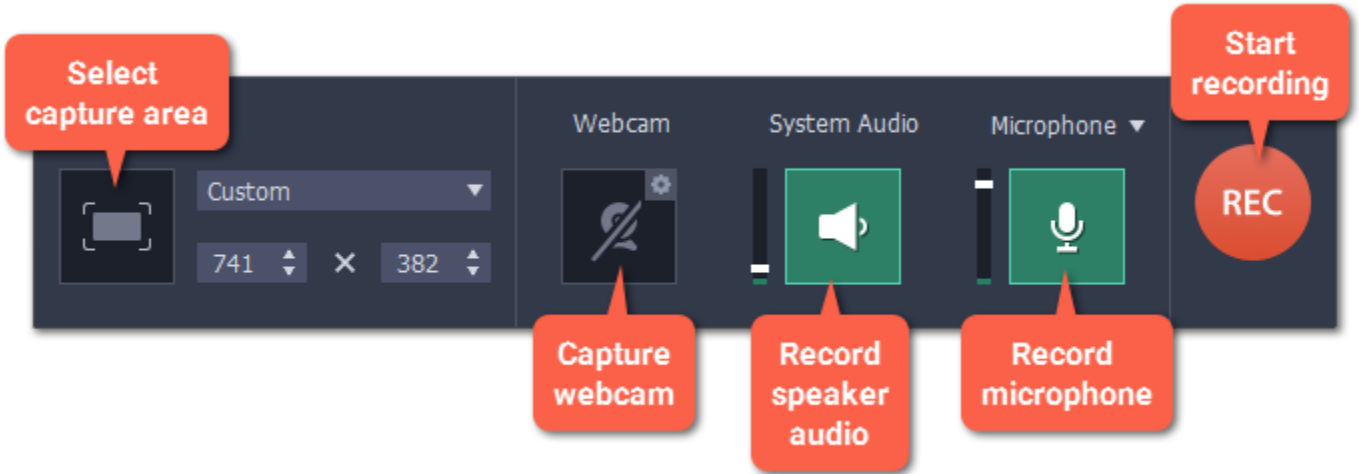 Select
capture area
Start
recording
Webcam
System Audio
Microphone
Custom
741 × 382
REC
Capture
webcam
Record
speaker
audio
Record
microphone